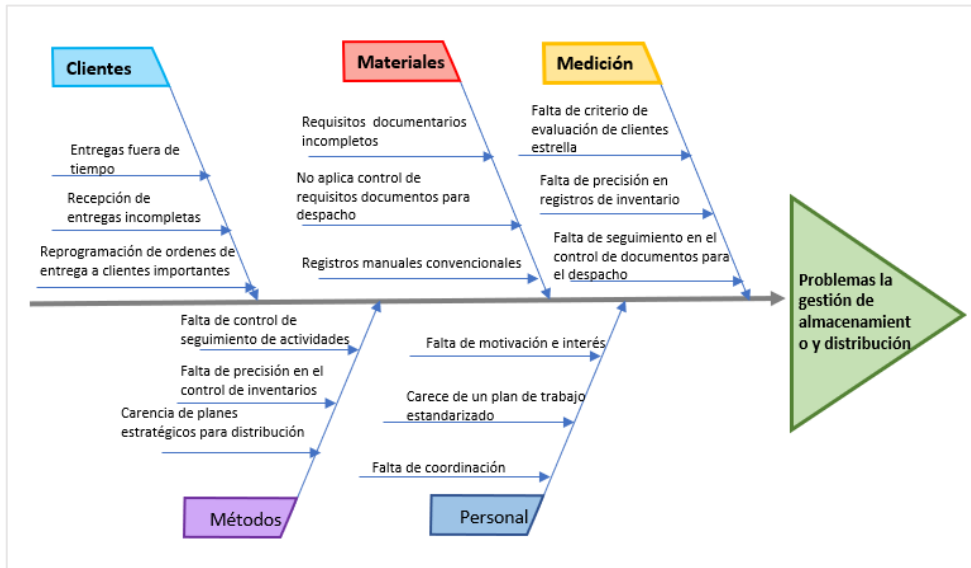 Clientes
Entregas fuera de
tiempo
Recepción de
entregas incompletas
Reprogramación de ordenes de
entrega a clientes importantes
Materiales
Requisitos documentarios
incompletos
No aplica control de
requisitos documentos para
despacho
Registros manuales convencionales
Medición
Falta de criterio de
evaluación de clientes
estrella
Falta de precisión en
registros de inventario
Falta de seguimiento en el
control de documentos para
el despacho
Problemas la
gestión de
almacenamient
o y distribución
Falta de control de
seguimiento de actividades
Falta de precisión en el
control de inventarios
Carencia de planes
estratégicos para distribución
Métodos
Falta de motivación e interés
Carece de un plan de trabajo
estandarizado
Falta de coordinación
Personal